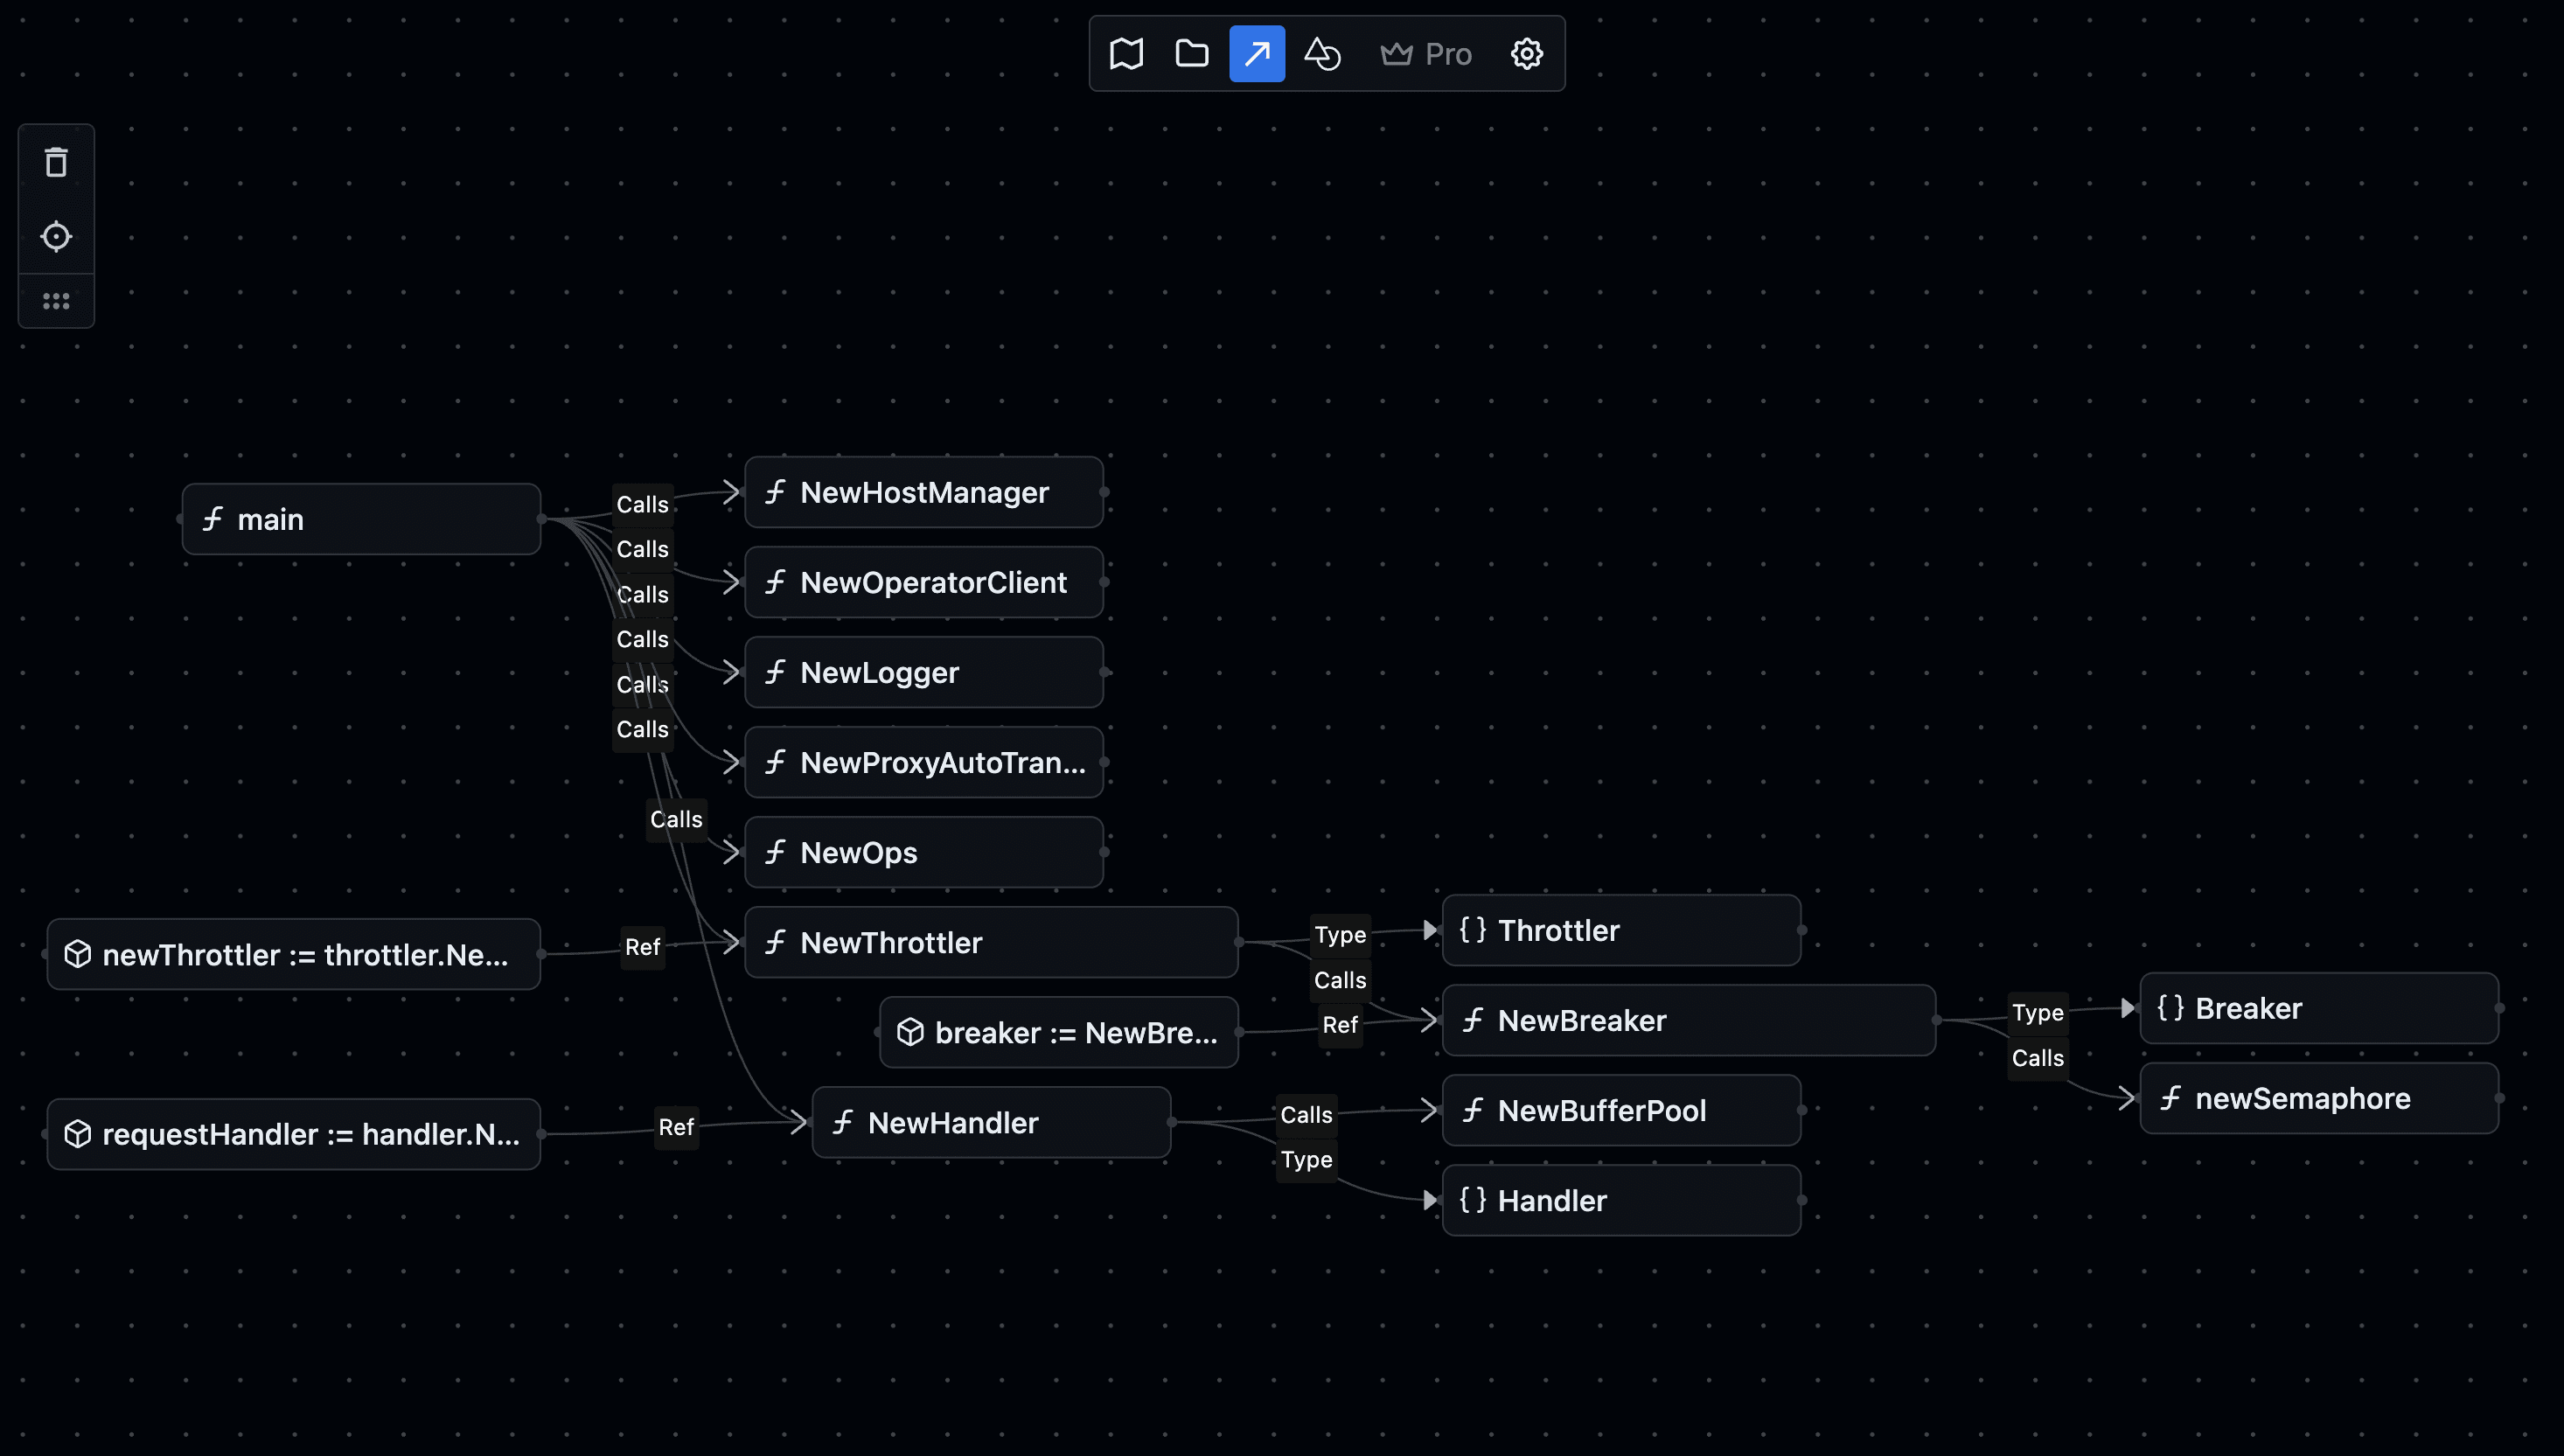 Pro
main
Calls
Calls
Calls
Calls
Calls
Calls
Calls
NewHostManager
NewOperatorClient
NewLogger
NewProxyAutoTran...
NewOps
newThrottler := throttler.Ne...
Ref
NewThrottler
Type
Calls
Ref
{} Throttler
breaker := NewBre...
NewBreaker
Type
Calls
{} Breaker
newSemaphore
requestHandler := handler.N...
Ref
NewHandler
Calls
Type
NewBufferPool
{} Handler